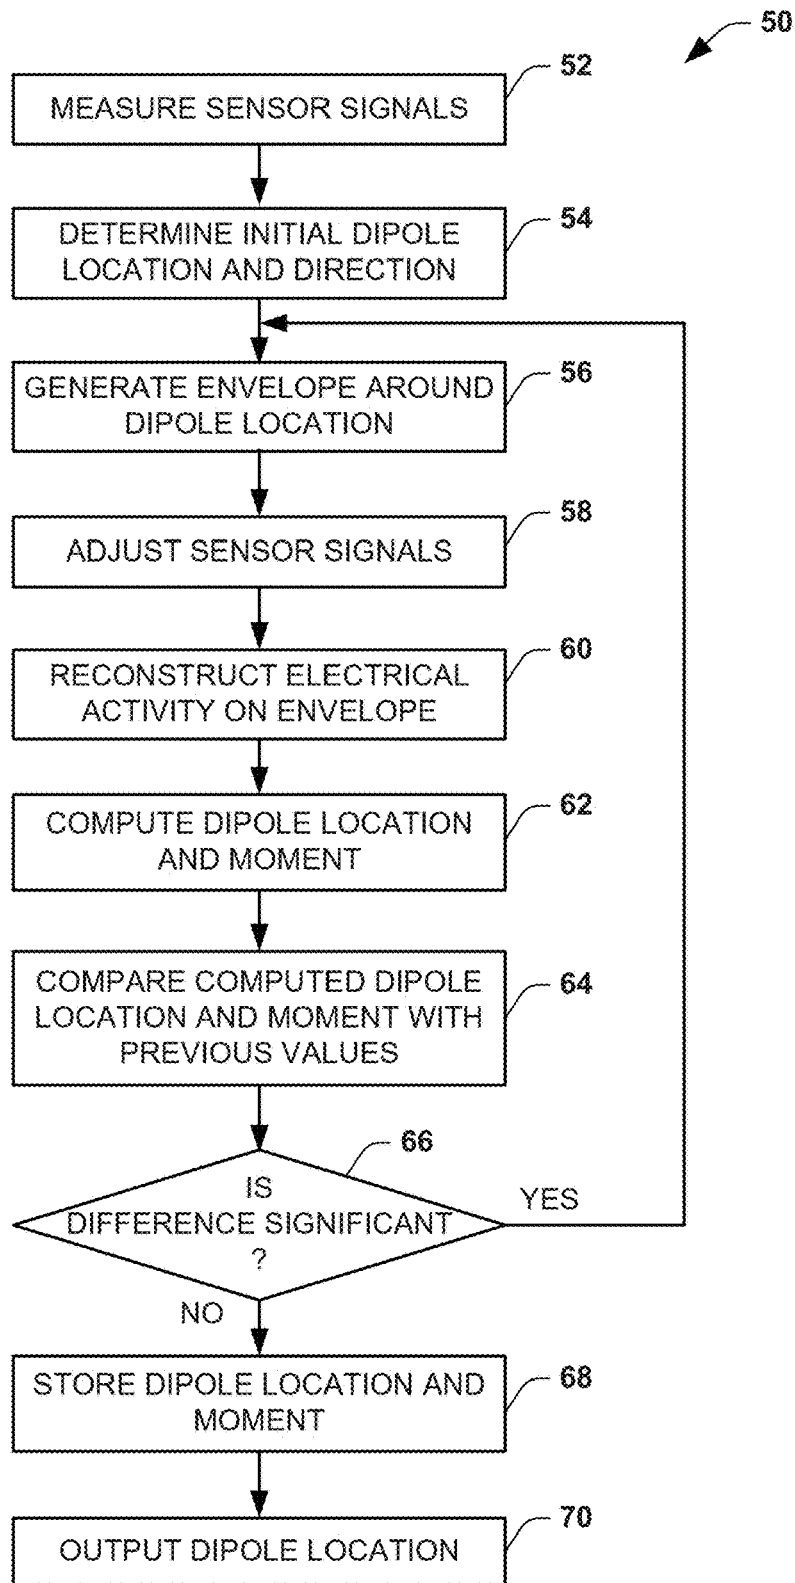 50
52
MEASURE SENSOR SIGNALS
54
DETERMINE INITIAL DIPOLE
LOCATION AND DIRECTION
56
GENERATE ENVELOPE AROUND
DIPOLE LOCATION
58
ADJUST SENSOR SIGNALS
60
RECONSTRUCT ELECTRICAL
ACTIVITY ON ENVELOPE
62
COMPUTE DIPOLE LOCATION
AND MOMENT
64
COMPARE COMPUTED DIPOLE
LOCATION AND MOMENT WITH
PREVIOUS VALUES
66
IS
DIFFERENCE SIGNIFICANT
?
YES
NO
68
STORE DIPOLE LOCATION AND
MOMENT
70
OUTPUT DIPOLE LOCATION